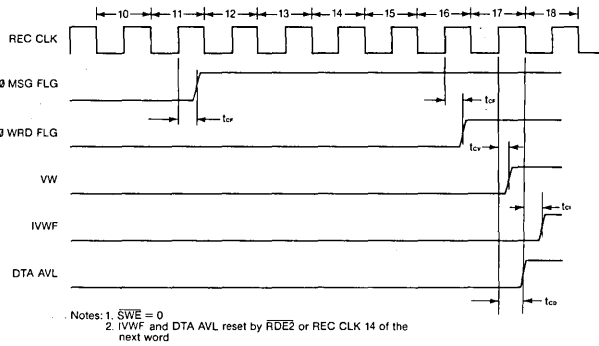 10 11 12 13 14 15 16 17 18
REC CLK
0 MSG FLG
tCF
tCF
0 WRD FLG
tCV
VW
tCI
IVWF
DTA AVL
tCD
Notes: 1. SWE = 0
2. IVWF and DTA AVL reset by RDE2 or REC CLK 14 of the
next word